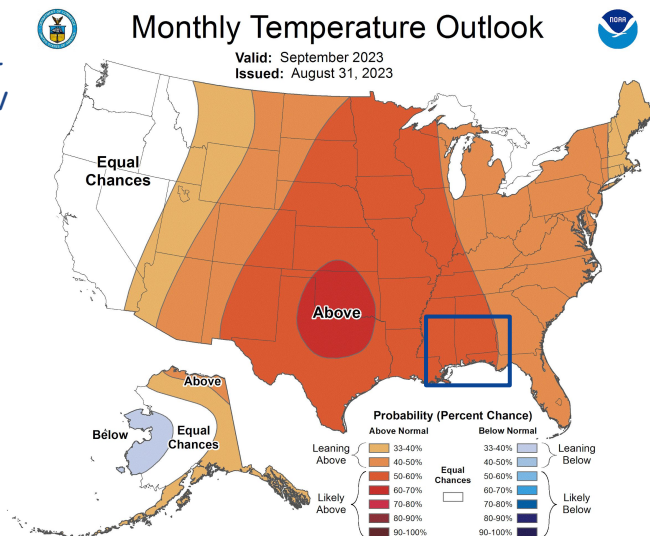 Monthly Temperature Outlook
NOAA
Valid: September 2023
Issued: August 31, 2023
Equal
Chances
Above
Above
Below
Equal
Chances
Probability (Percent Chance)
Above Normal
Below Normal
Leaning
Above
33-40%
40-50%
Likely
Above
50-60%
60-70%
70-80%
80-90%
90-100%
Equal
Chances
33-40%
40-50%
Leaning
Below
50-60%
60-70%
70-80%
80-90%
90-100%
Likely
Below